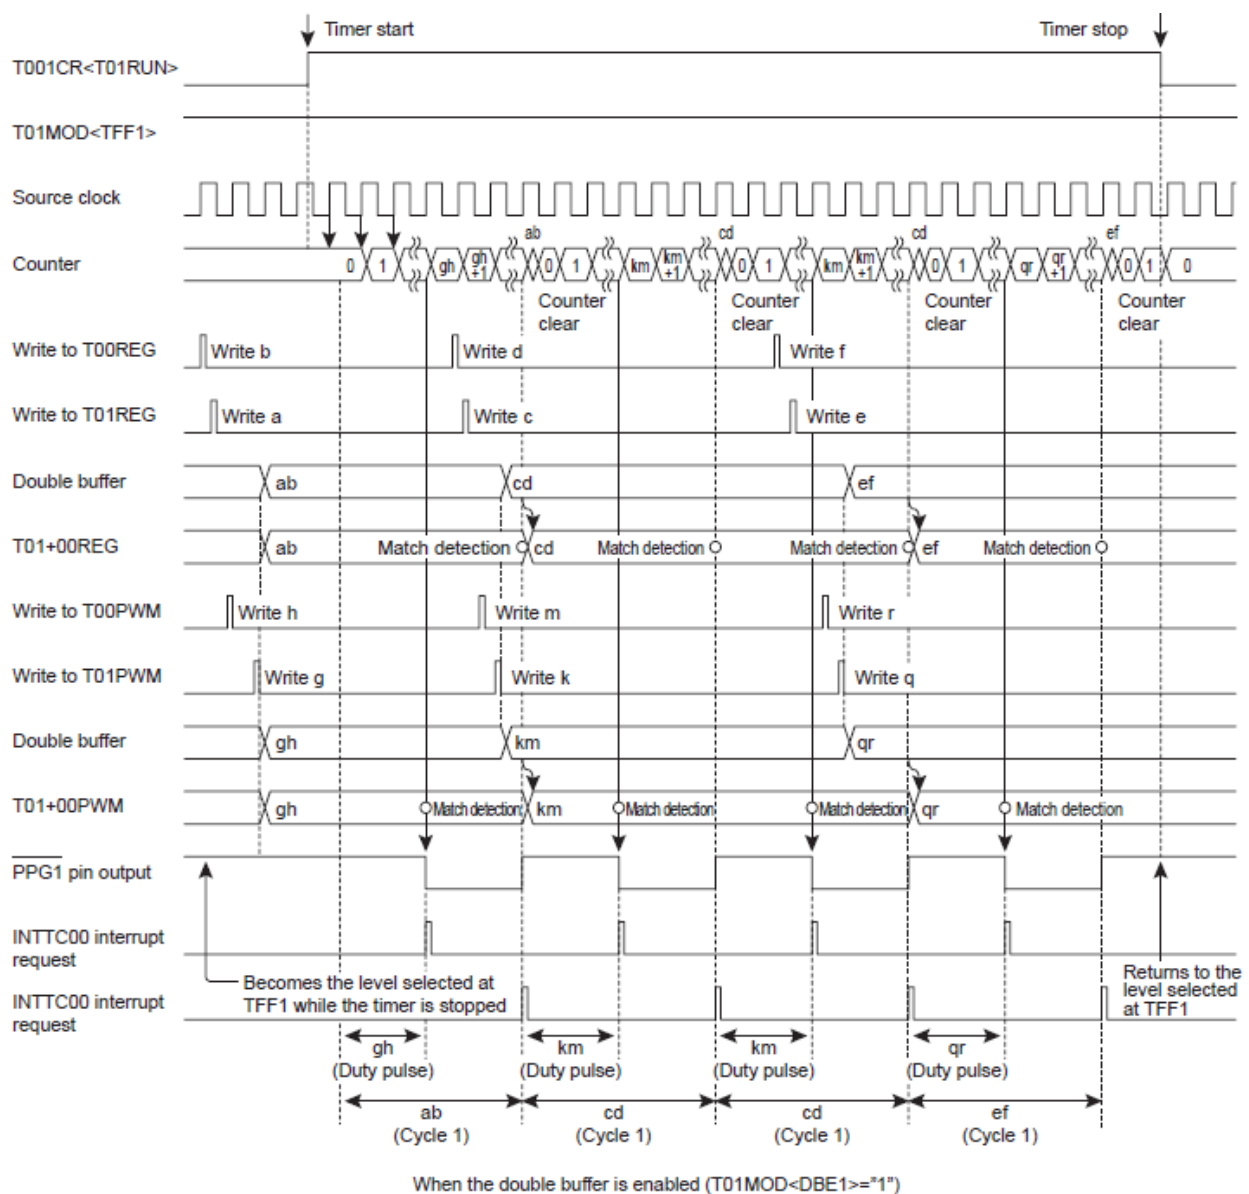 Timer start
Timer stop
T001CR<T01RUN>
T01MOD<TFF1>
Source clock
ab cd cd ef
Counter
0 1 gh gh+1 0 1 km km+1 0 1 km km+1 0 1 qr qr+1 0 1 0
Counter clear
Counter clear
Counter clear
Counter clear
Write to T00REG
Write b
Write d
Write f
Write to T01REG
Write a
Write c
Write e
Double buffer
ab
cd
ef
T01+00REG
ab
Match detection
cd
Match detection
Match detection
ef
Match detection
Write to T00PWM
Write h
Write m
Write r
Write to T01PWM
Write g
Write k
Write q
Double buffer
gh
km
qr
T01+00PWM
gh
Match detection
km
Match detection
Match detection
qr
Match detection
PPG1 pin output
INTTC00 interrupt
request
Becomes the level selected at
TFF1 while the timer is stopped
Returns to the
level selected
at TFF1
INTTC00 interrupt
request
gh
(Duty pulse)
km
(Duty pulse)
km
(Duty pulse)
qr
(Duty pulse)
ab
(Cycle 1)
cd
(Cycle 1)
cd
(Cycle 1)
ef
(Cycle 1)
When the double buffer is enabled (T01MOD<DBE1>="1")